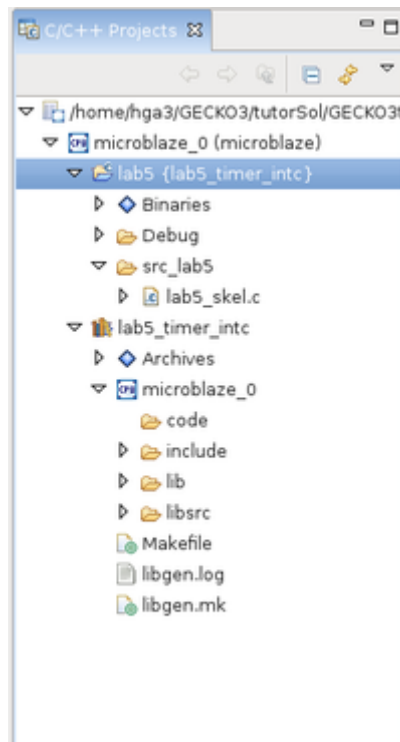 C/C++ Projects
/home/hga3/GECKO3/tutorSol/GECKO3t
microblaze_0 (microblaze)
lab5 {lab5_timer_intc}
Binaries
Debug
src_lab5
lab5_skel.c
lab5_timer_intc
Archives
microblaze_0
code
include
lib
libsrc
Makefile
libgen.log
libgen.mk